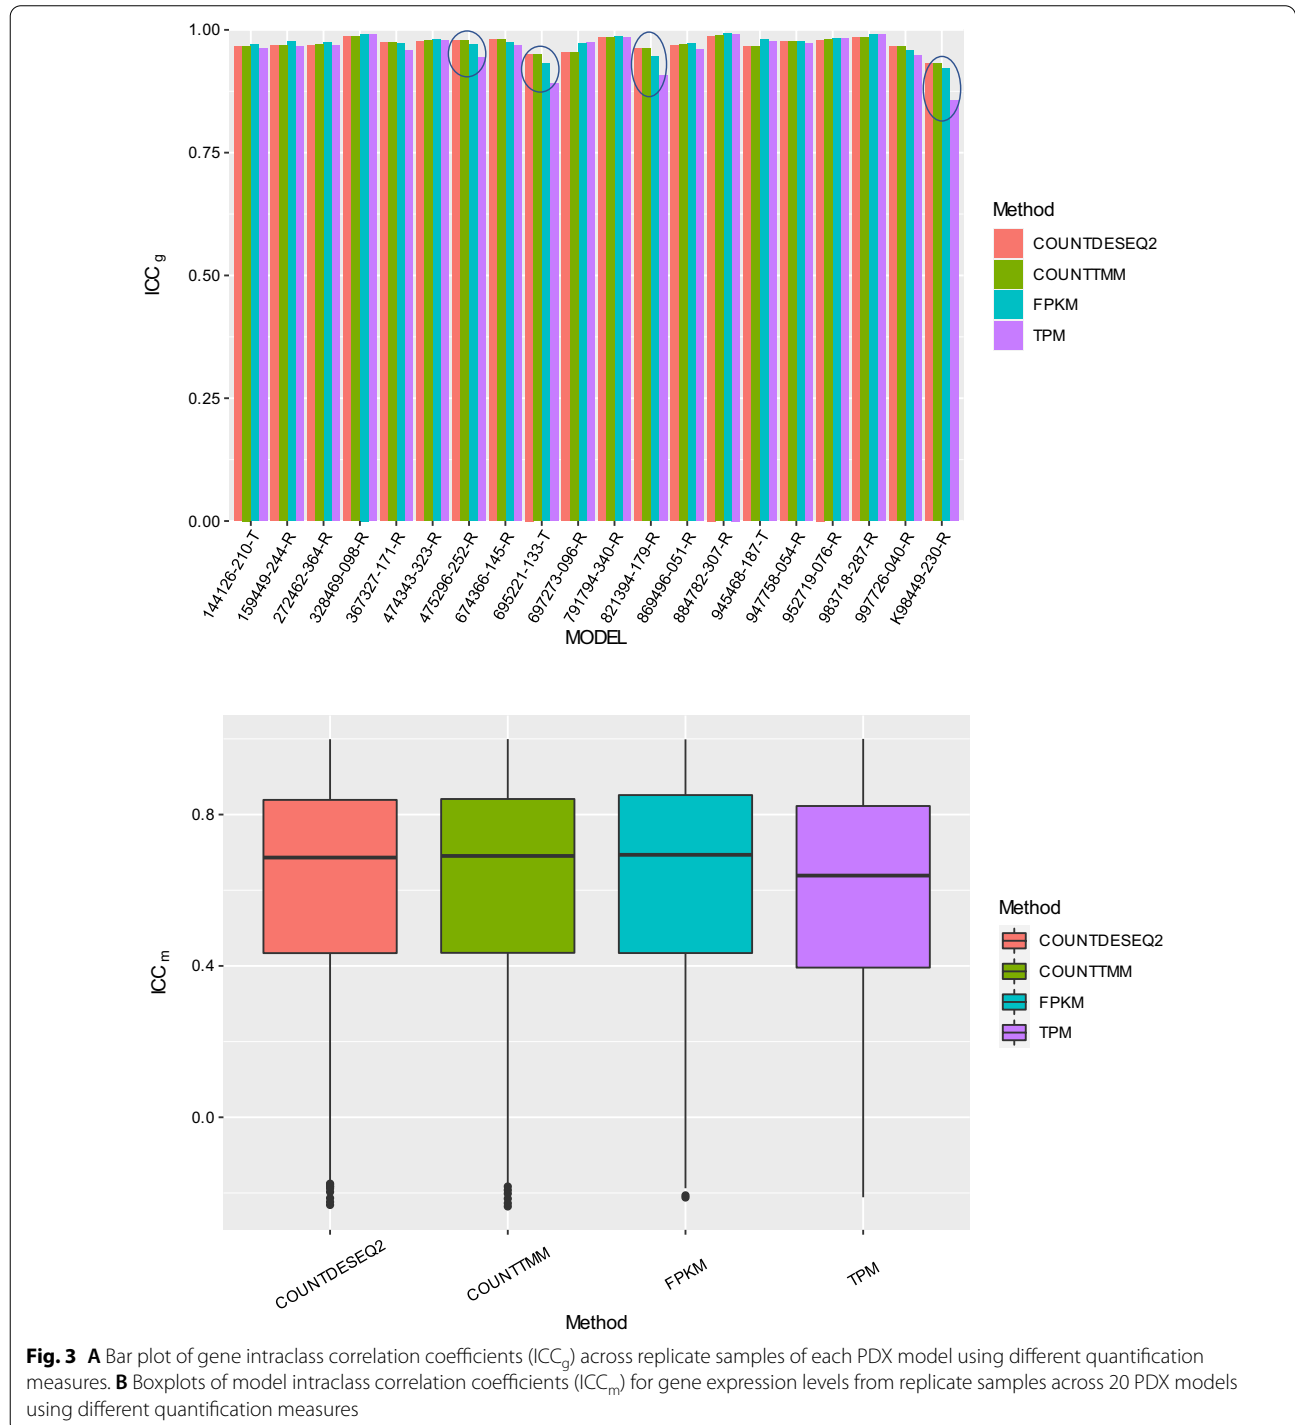 1.00
0.75
0.50
0.25
0.00
ICC g
144126-210-T
159449-244-R
272462-364-R
328469-098-R
367327-171-R
474343-323-R
475296-252-R
674366-145-R
695221-133-T
697273-096-R
791794-340-R
821394-179-R
869496-051-R
884782-307-R
945468-187-T
947758-054-R
952719-076-R
983718-287-R
997726-040-R
K98449-230-R
MODEL
Method
COUNTDESEQ2
COUNTTMM
FPKM
TPM
0.8
0.4
0.0
ICC m
COUNTDESEQ2
COUNTTMM
FPKM
TPM
Method
Method
COUNTDESEQ2
COUNTTMM
FPKM
TPM
Fig. 3 A Bar plot of gene intraclass correlation coefficients (ICCg) across replicate samples of each PDX model using different quantification
measures. B Boxplots of model intraclass correlation coefficients (ICCm) for gene expression levels from replicate samples across 20 PDX models
using different quantification measures